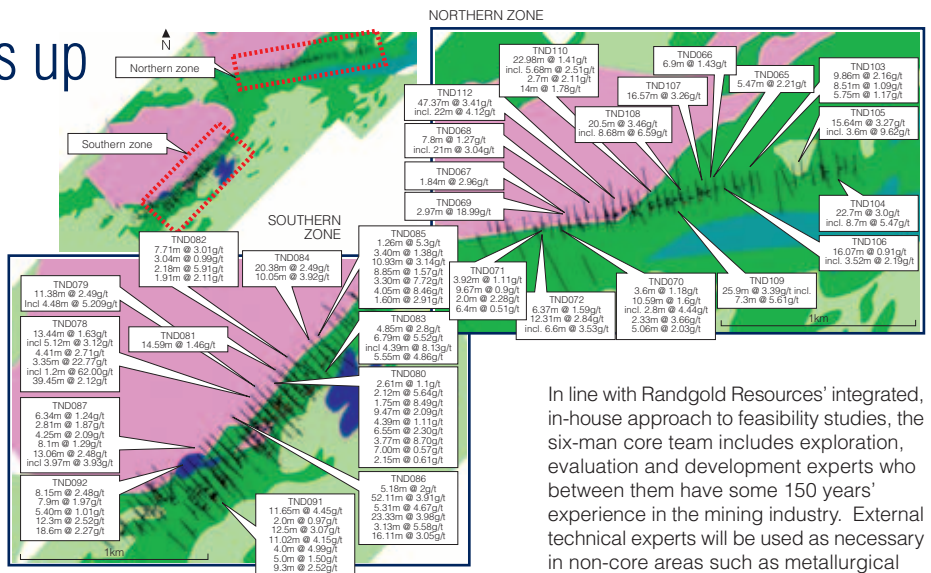 s up
N
Northern zone
Southern zone
NORTHERN ZONE
TND110
22.98m @ 1.41g/t
incl. 5.68m @ 2.51g/t
2.7m @ 2.11g/t
14m @ 1.78g/t
TND066
6.9m @ 1.43g/t
TND107
16.57m @ 3.26g/t
TND065
5.47m @ 2.21g/t
TND103
9.86m @ 2.16g/t
8.51m @ 1.09g/t
5.75m @ 1.17g/t
TND112
47.37m @ 3.41g/t
incl. 22m @ 4.12g/t
TND108
20.5m @ 3.46g/t
incl. 8.68m @ 6.59g/t
TND105
15.64m @ 3.27g/t
incl. 3.6m @ 9.62g/t
TND068
7.8m @ 1.27g/t
incl. 21m @ 3.04g/t
TND067
1.84m @ 2.96g/t
TND069
2.97m @ 18.99g/t
TND104
22.7m @ 3.0g/t
incl. 8.7m @ 5.47g/t
TND106
16.07m @ 0.91g/t
incl. 3.52m @ 2.19g/t
TND071
3.92m @ 1.11g/t
9.67m @ 0.9g/t
2.0m @ 2.28g/t
6.4m @ 0.51g/t
TND072
6.37m @ 1.59g/t
12.31m @ 2.84g/t
incl. 6.6m @ 3.53g/t
TND070
3.6m @ 1.18g/t
10.59m @ 1.6g/t
incl. 2.8m @ 4.44g/t
2.33m @ 3.66g/t
5.06m @ 2.03g/t
TND109
25.9m @ 3.39g/t incl.
7.3m @ 5.61g/t
1km
SOUTHERN
ZONE
TND082
7.71m @ 3.01g/t
3.04m @ 0.99g/t
2.18m @ 5.91g/t
1.91m @ 2.11g/t
TND084
20.38m @ 2.49g/t
10.05m @ 3.92g/t
TND085
1.26m @ 5.3g/t
3.40m @ 1.38g/t
10.93m @ 3.14g/t
8.85m @ 1.57g/t
3.30m @ 7.72g/t
4.05m @ 8.46g/t
1.60m @ 2.91g/t
TND079
11.38m @ 2.49g/t
Incl 4.48m @ 5.209g/t
TND078
13.44m @ 1.63g/t
incl 5.12m @ 3.12g/t
4.41m @ 2.71g/t
3.35m @ 22.77g/t
incl 1.2m @ 62.00g/t
39.45m @ 2.12g/t
TND081
14.59m @ 1.46g/t
TND083
4.85m @ 2.8g/t
6.79m @ 5.52g/t
incl 4.39m @ 8.13g/t
5.55m @ 4.86g/t
TND080
2.61m @ 1.1g/t
2.12m @ 5.64g/t
1.75m @ 8.49g/t
9.47m @ 2.09g/t
4.39m @ 1.11g/t
6.55m @ 2.30g/t
3.77m @ 8.70g/t
7.00m @ 0.57g/t
2.15m @ 0.61g/t
TND087
6.34m @ 1.24g/t
2.81m @ 1.87g/t
4.25m @ 2.09g/t
8.1m @ 1.29g/t
13.06m @ 2.48g/t
incl 3.97m @ 3.93g/t
TND086
5.18m @ 2g/t
52.11m @ 3.91g/t
5.31m @ 4.67g/t
23.33m @ 3.98g/t
3.13m @ 5.58g/t
16.11m @ 3.05g/t
TND092
8.15m @ 2.48g/t
7.9m @ 1.97g/t
5.40m @ 1.01g/t
12.3m @ 2.52g/t
18.6m @ 2.27g/t
TND091
11.65m @ 4.45g/t
2.0m @ 0.97g/t
12.5m @ 3.07g/t
11.02m @ 4.15g/t
4.0m @ 4.99g/t
5.0m @ 1.50g/t
9.3m @ 2.52g/t
1km
In line with Randgold Resources' integrated,
in-house approach to feasibility studies, the
six-man core team includes exploration,
evaluation and development experts who
between them have some 150 years'
experience in the mining industry. External
technical experts will be used as necessary
in non-core areas such as metallurgical